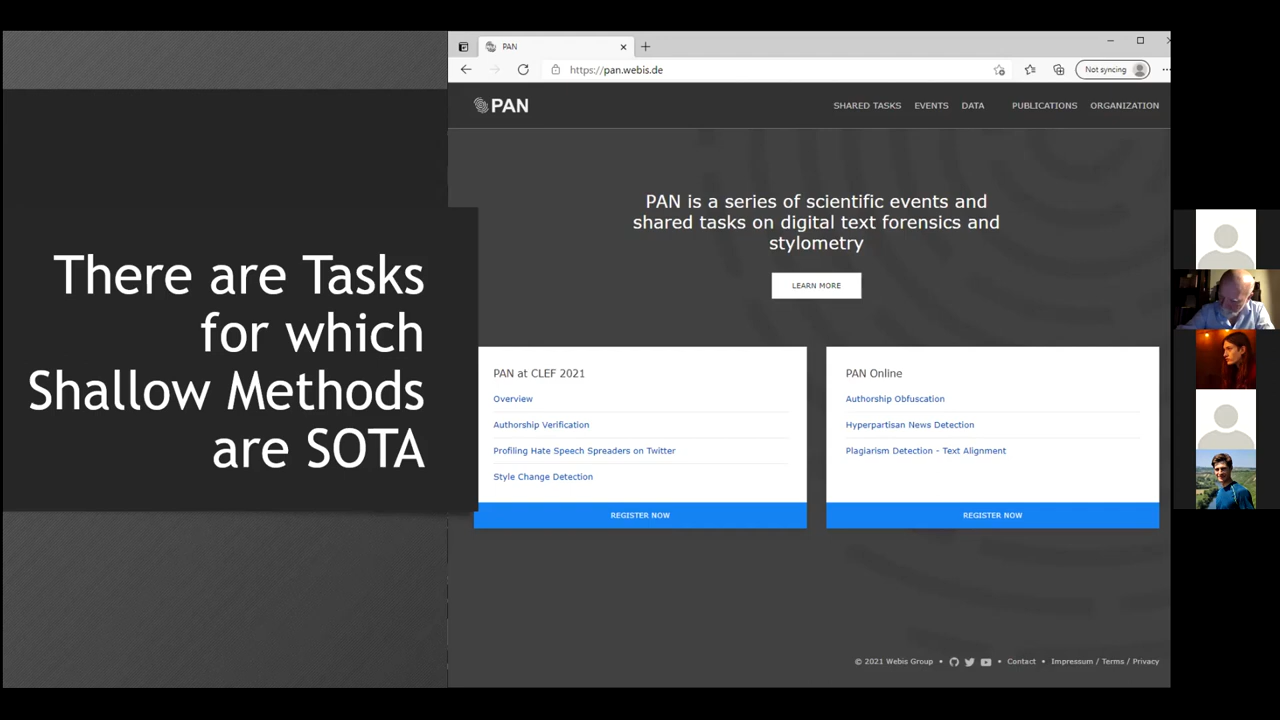 There are Tasks
for which
Shallow Methods
are SOTA
PAN
https://pan.webis.de
Not syncing
PAN
SHARED TASKS
EVENTS
DATA
PUBLICATIONS
ORGANIZATION
PAN is a series of scientific events and
shared tasks on digital text forensics and
stylometry
LEARN MORE
PAN at CLEF 2021
Overview
Authorship Verification
Profiling Hate Speech Spreaders on Twitter
Style Change Detection
REGISTER NOW
PAN Online
Authorship Obfuscation
Hyperpartisan News Detection
Plagiarism Detection - Text Alignment
REGISTER NOW
© 2021 Webis Group • • Contact • Impressum / Terms / Privacy